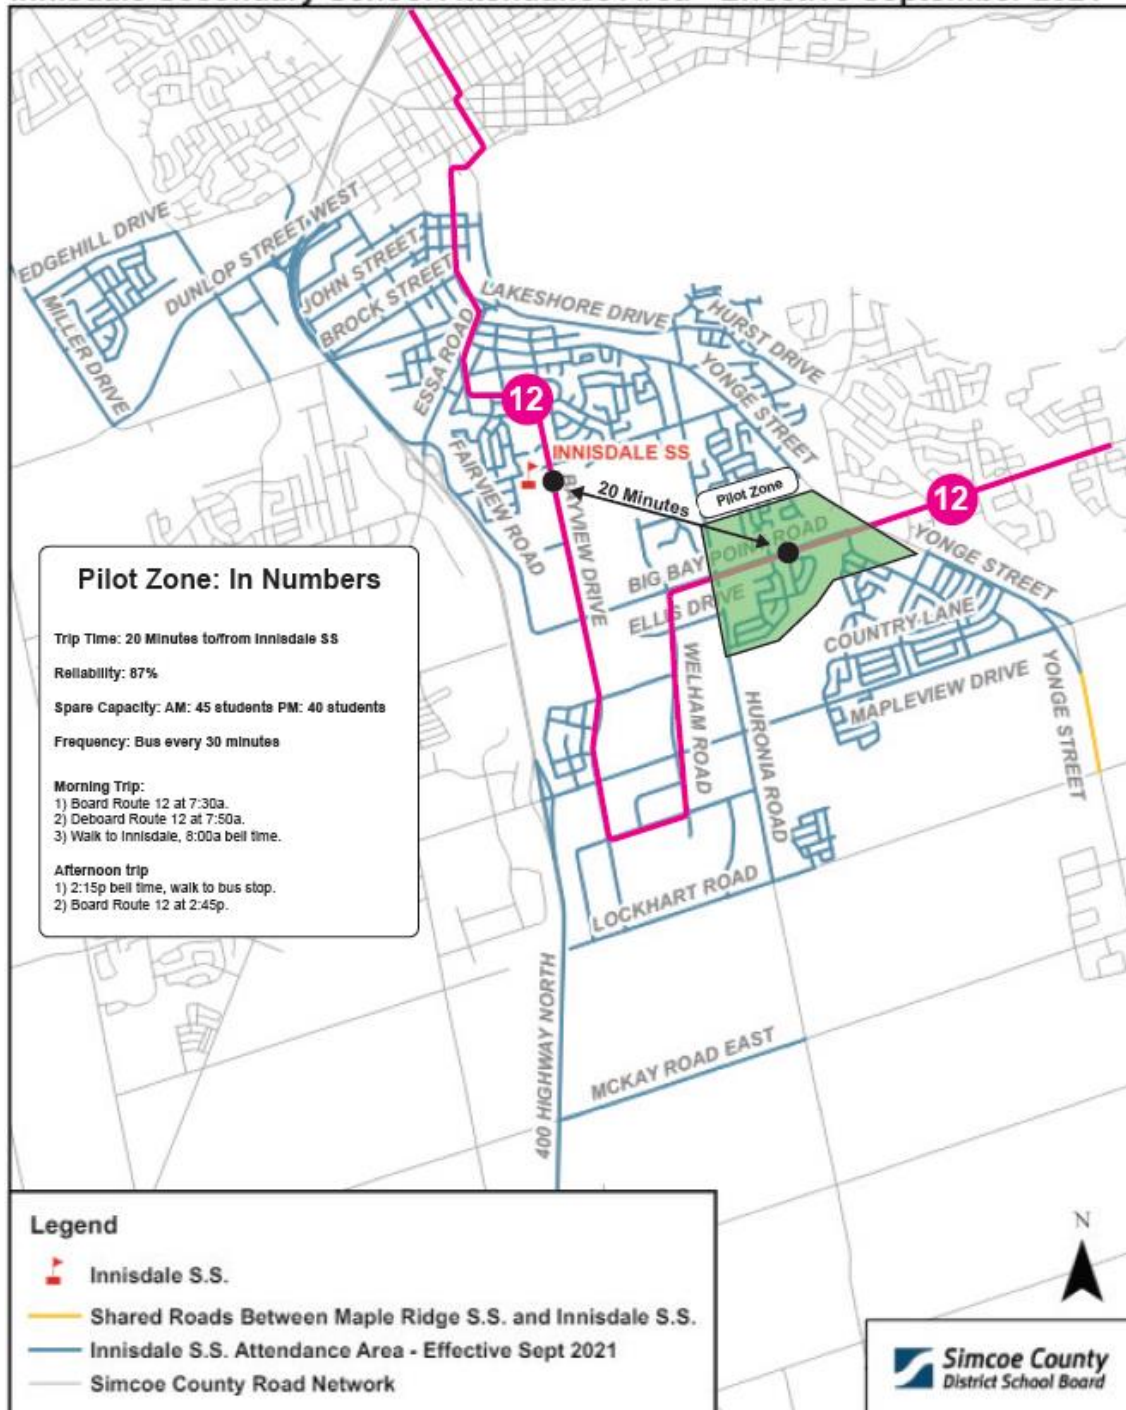 EDGEHILL DRIVE
DUNLOP STREET WEST
JOHN STREET
BROCK STREET
MILLER DRIVE
LAKESHORE DRIVE
HURST DRIVE
ESSA ROAD
YONGE STREET
12
INNISDALE SS
FAIRVIEW ROAD
BAYVIEW DRIVE
20 Minutes
Pilot Zone
12
BIG BAY POINT ROAD
YONGE STREET
ELLIS DRIVE
COUNTRY LANE
WELHAM ROAD
MAPLEVIEW DRIVE
YONGE STREET
HURONIA ROAD
Pilot Zone: In Numbers
Trip Time: 20 Minutes to/from Innisdale SS
Reliability: 87%
Spare Capacity: AM: 45 students PM: 40 students
Frequency: Bus every 30 minutes
Morning Trip:
1) Board Route 12 at 7:30a.
2) Deboard Route 12 at 7:50a.
3) Walk to Innisdale, 8:00a bell time.
Afternoon trip
1) 2:15p bell time, walk to bus stop.
2) Board Route 12 at 2:45p.
LOCKHART ROAD
400 HIGHWAY NORTH
MCKAY ROAD EAST
Legend
Innisdale S.S.
Shared Roads Between Maple Ridge S.S. and Innisdale S.S.
Innisdale S.S. Attendance Area - Effective Sept 2021
Simcoe County Road Network
N
Simcoe County
District School Board